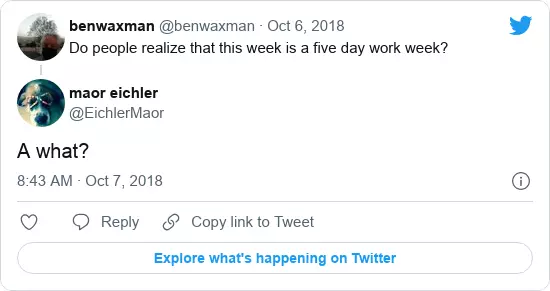 benwaxman @benwaxman · Oct 6, 2018
Do people realize that this week is a five day work week?
maor eichler
@EichlerMaor
A what?
8:43 AM · Oct 7, 2018
Reply
Copy link to Tweet
Explore what's happening on Twitter